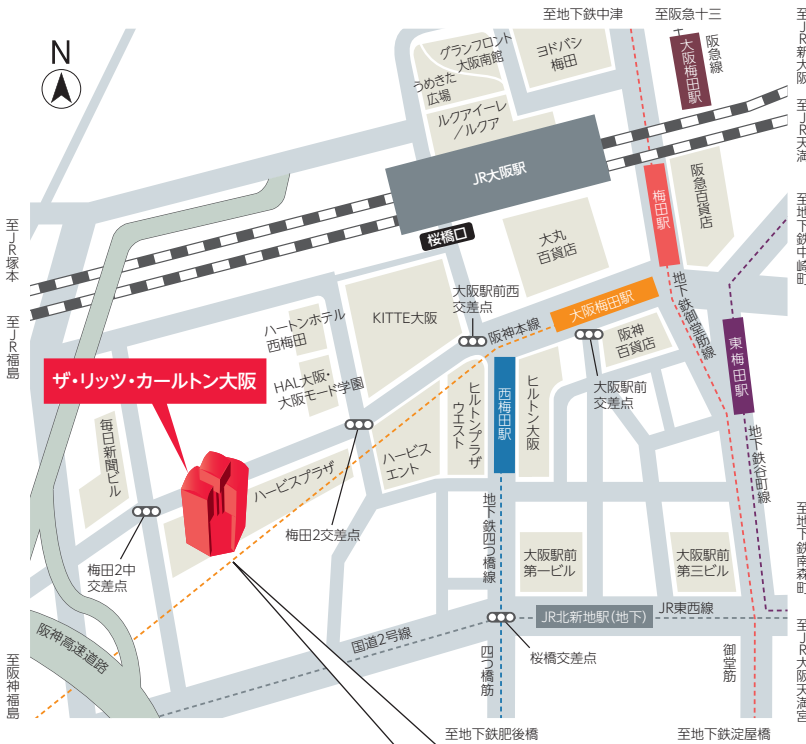 至地下鉄中津
至阪急十三
至JR新大阪
至JR天満
N
グランフロント
大阪南館
ヨドバシ
梅田
大阪梅田駅
阪急線
うめきた
広場
ルクアイーレ
/ルクア
JR大阪駅
梅田駅
阪急
百貨店
桜橋口
大丸
百貨店
至JR塚本
至地下鉄中崎町
地下鉄御堂筋線
大阪駅前西
交差点
大阪梅田駅
KITTE大阪
ハートンホテル
西梅田
阪神本線
阪神
百貨店
至JR福島
東梅田駅
ザ・リッツ・カールトン大阪
HAL大阪・
大阪モード学園
ヒルトンプラザ
ウエスト
西梅田駅
ヒルトン大阪
大阪駅前
交差点
毎日新聞ビル
ハービスプラザ
ハービス
エント
地下鉄谷町線
梅田2交差点
地下鉄四つ橋線
至地下鉄南森町
梅田2中
交差点
大阪駅前
第一ビル
大阪駅前
第三ビル
JR北新地駅(地下)
JR東西線
阪神高速道路
国道2号線
至JR大阪天満宮
至阪神福島
四つ橋筋
桜橋交差点
御堂筋
至地下鉄肥後橋
至地下鉄淀屋橋